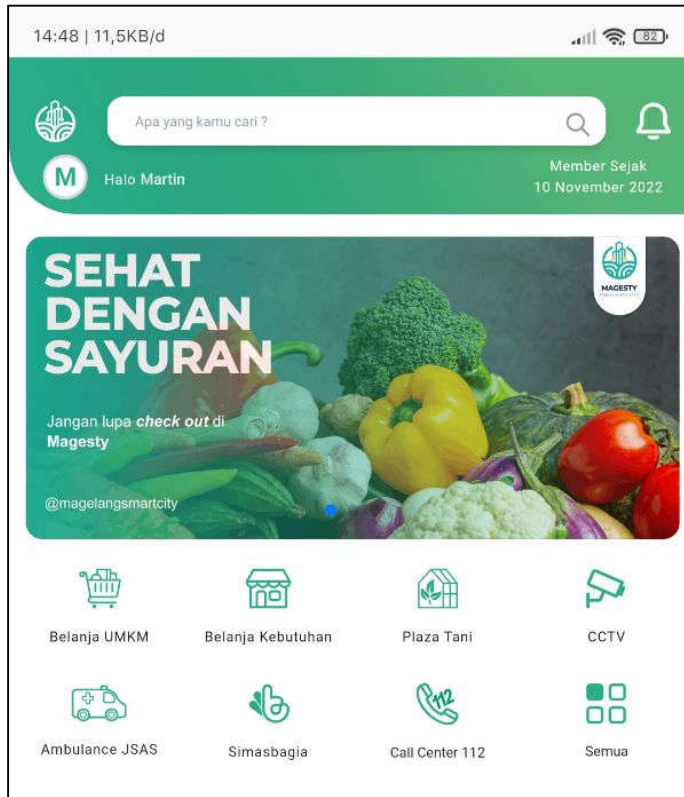 14:48 | 11,5KB/d
82
Apa yang kamu cari ?
M
Halo Martin
Member Sejak
10 November 2022
SEHAT
DENGAN
SAYURAN
MAGESTY
Jangan lupa check out di
Magesty
@magelangsmartcity
Belanja UMKM
Belanja Kebutuhan
Plaza Tani
CCTV
112
Ambulance JSAS
Simasbagia
Call Center 112
Semua